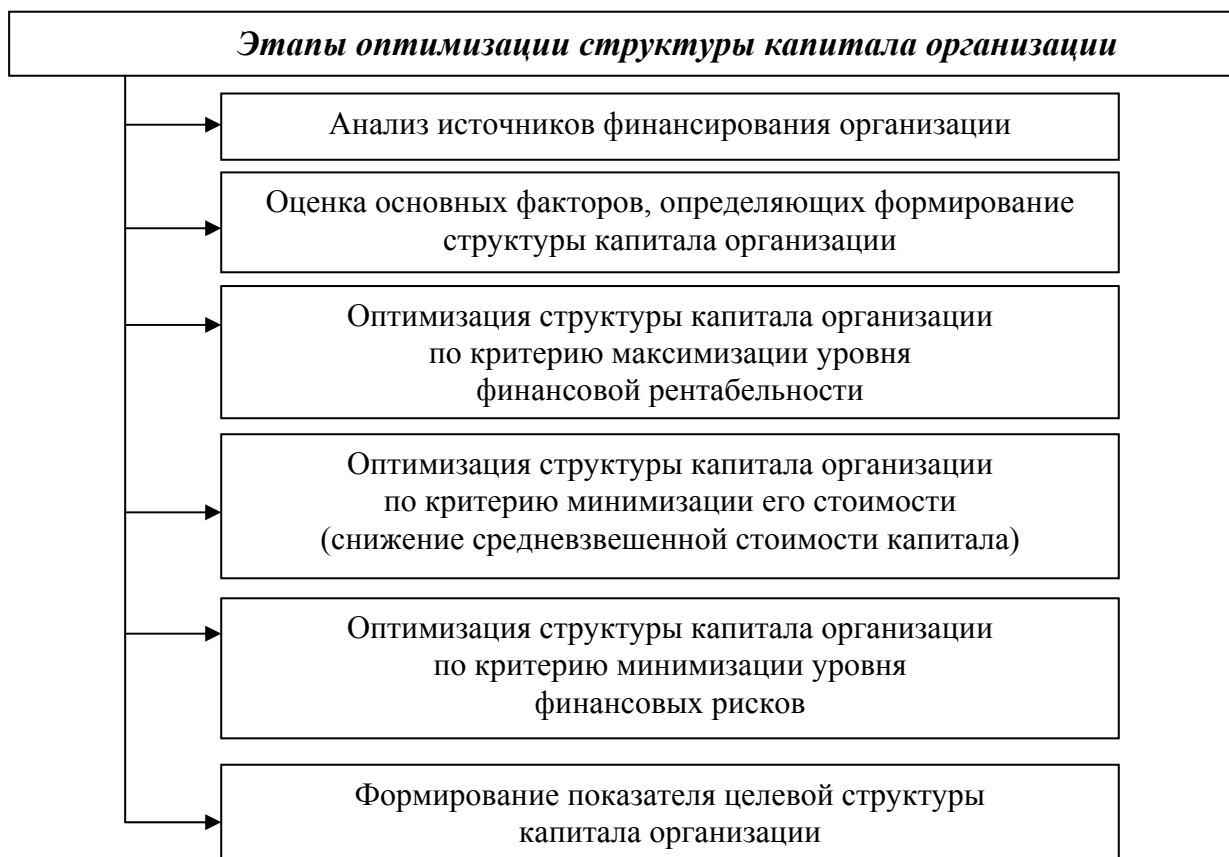 Этапы оптимизации структуры капитала организации
Анализ источников финансирования организации
Оценка основных факторов, определяющих формирование
структуры капитала организации
Оптимизация структуры капитала организации
по критерию максимизации уровня
финансовой рентабельности
Оптимизация структуры капитала организации
по критерию минимизации его стоимости
(снижение средневзвешенной стоимости капитала)
Оптимизация структуры капитала организации
по критерию минимизации уровня
финансовых рисков
Формирование показателя целевой структуры
капитала организации